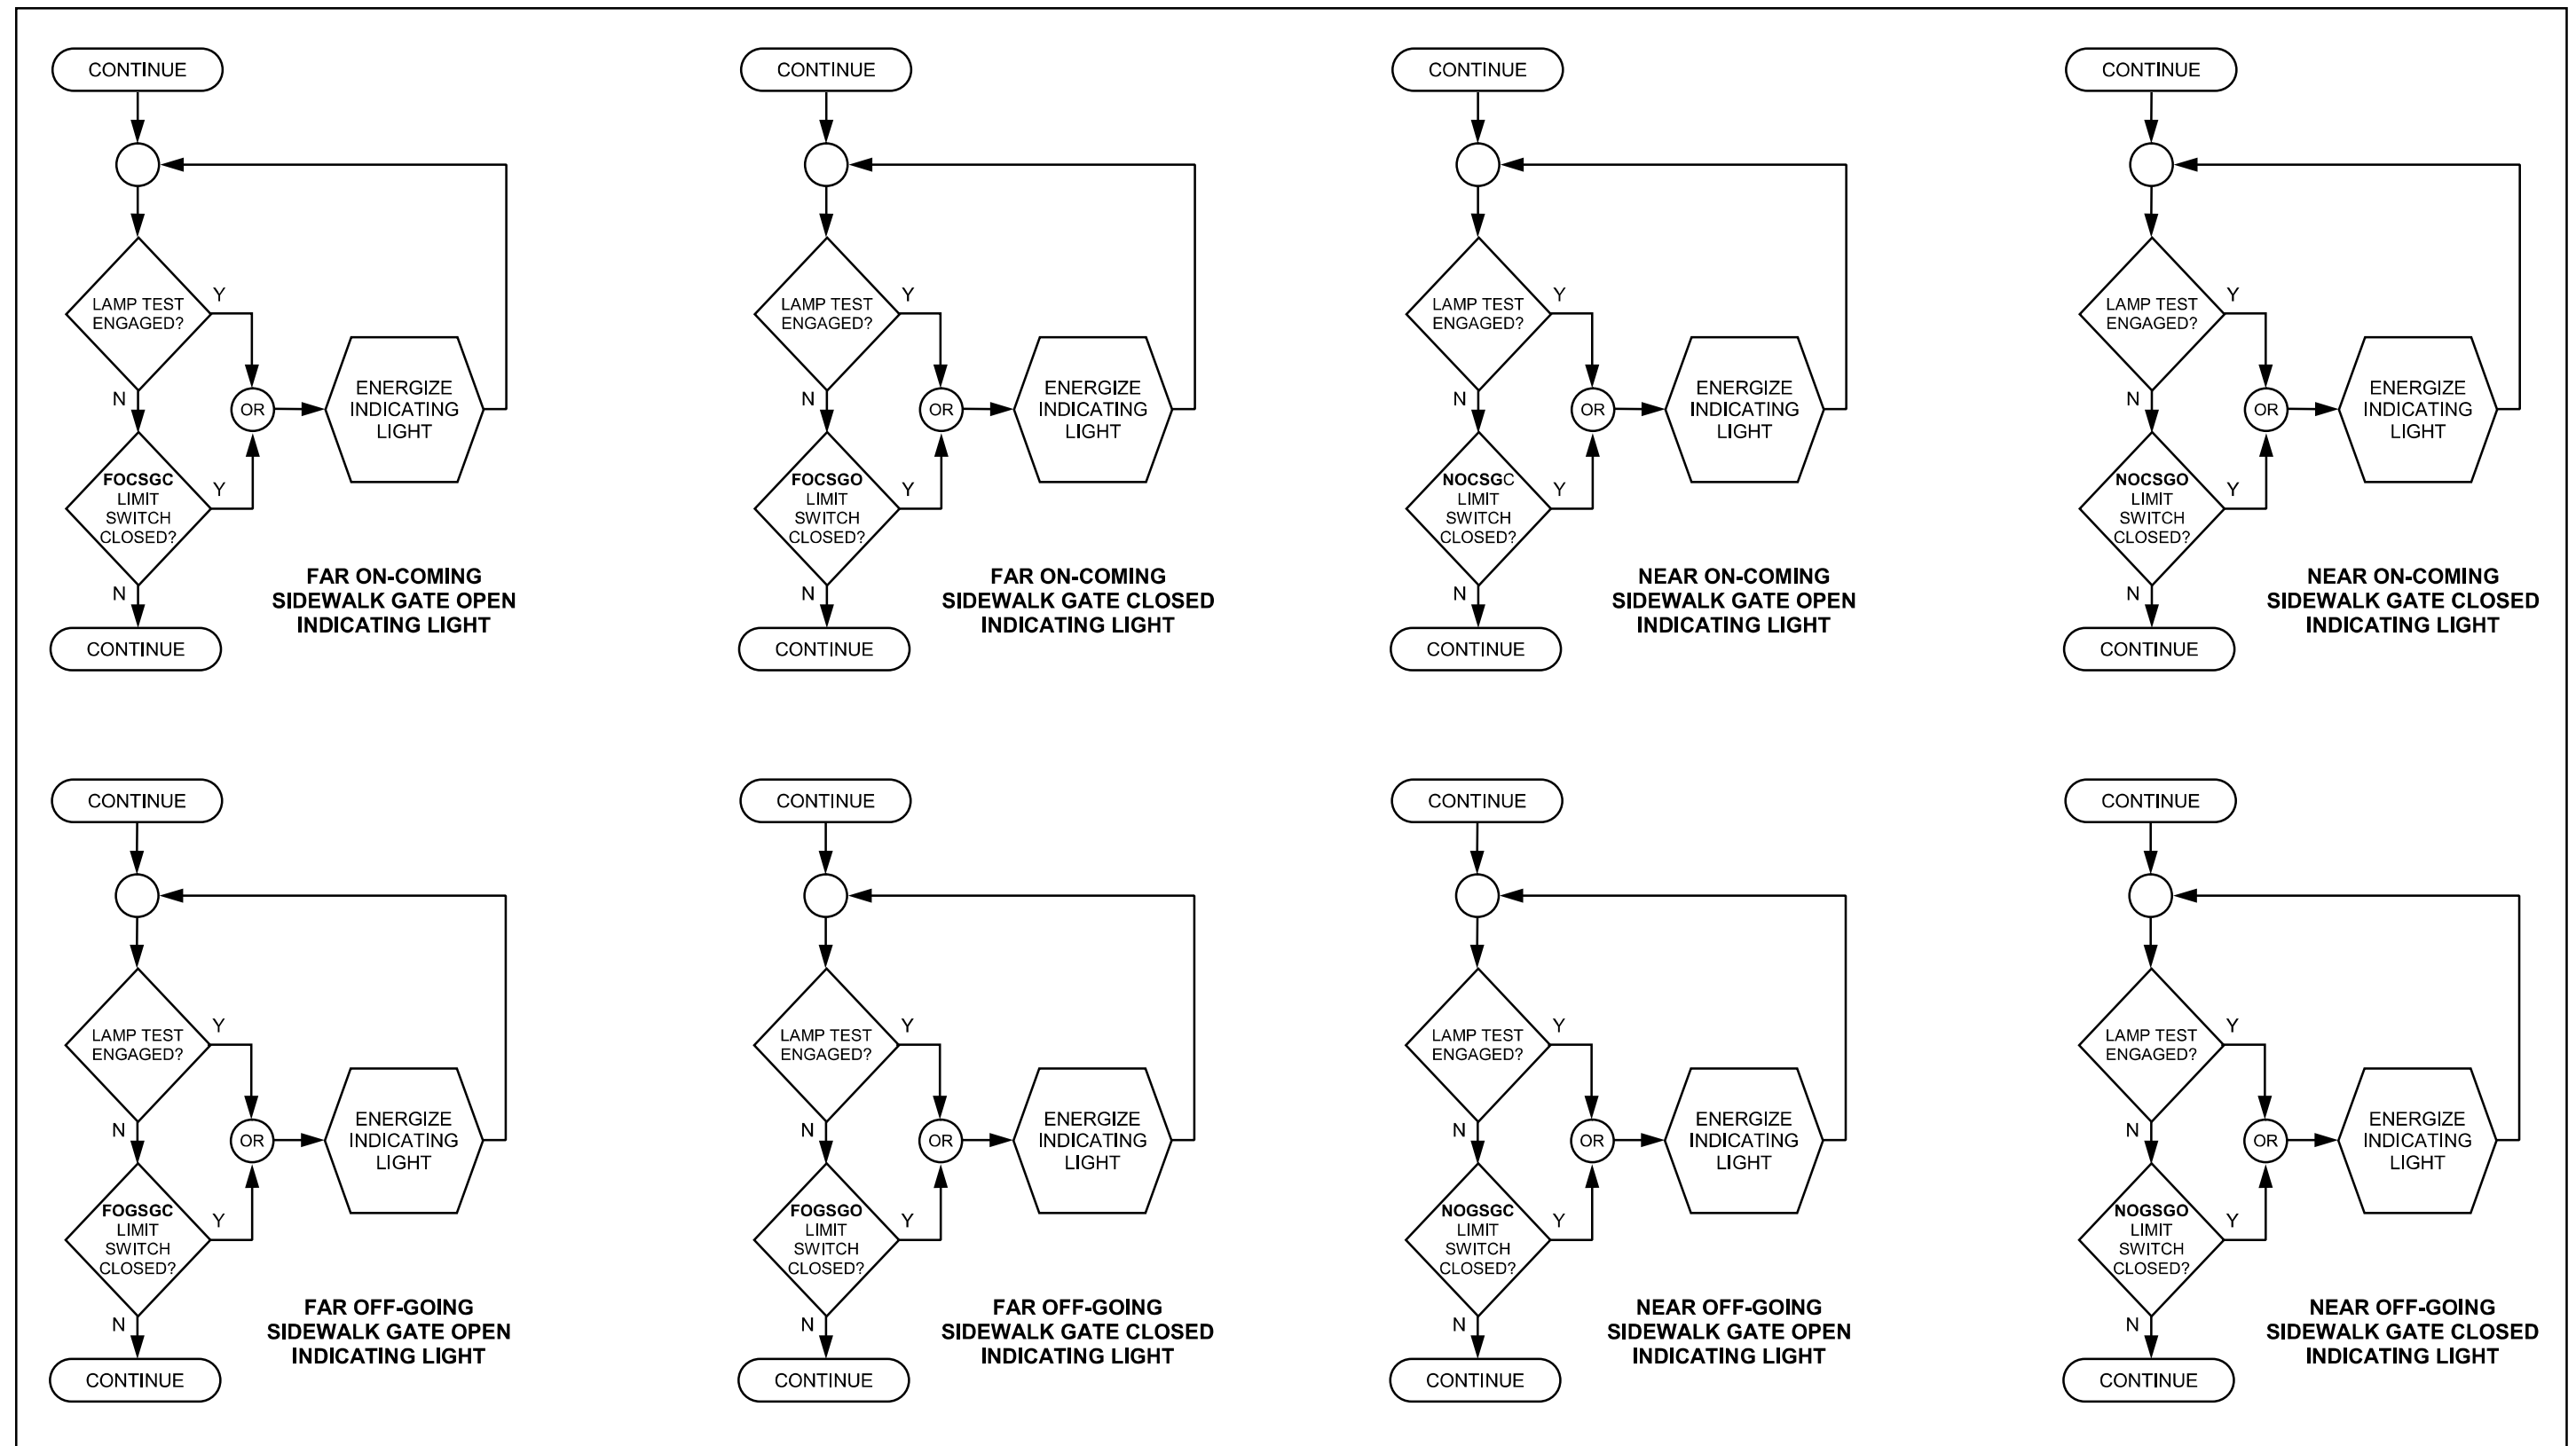 CONTINUE
LAMP TEST
ENGAGED?
Y
N
OR
ENERGIZE
INDICATING
LIGHT
FOCSGC
LIMIT
SWITCH
CLOSED?
Y
N
FAR ON-COMING
SIDEWALK GATE OPEN
INDICATING LIGHT
CONTINUE
CONTINUE
LAMP TEST
ENGAGED?
Y
N
OR
ENERGIZE
INDICATING
LIGHT
FOCSGO
LIMIT
SWITCH
CLOSED?
Y
N
FAR ON-COMING
SIDEWALK GATE CLOSED
INDICATING LIGHT
CONTINUE
CONTINUE
LAMP TEST
ENGAGED?
Y
N
OR
ENERGIZE
INDICATING
LIGHT
NOCSGC
LIMIT
SWITCH
CLOSED?
Y
N
NEAR ON-COMING
SIDEWALK GATE OPEN
INDICATING LIGHT
CONTINUE
CONTINUE
LAMP TEST
ENGAGED?
Y
N
OR
ENERGIZE
INDICATING
LIGHT
NOCSGO
LIMIT
SWITCH
CLOSED?
Y
N
NEAR ON-COMING
SIDEWALK GATE CLOSED
INDICATING LIGHT
CONTINUE
CONTINUE
LAMP TEST
ENGAGED?
Y
N
OR
ENERGIZE
INDICATING
LIGHT
FOGSGC
LIMIT
SWITCH
CLOSED?
Y
N
FAR OFF-GOING
SIDEWALK GATE OPEN
INDICATING LIGHT
CONTINUE
CONTINUE
LAMP TEST
ENGAGED?
Y
N
OR
ENERGIZE
INDICATING
LIGHT
FOGSGO
LIMIT
SWITCH
CLOSED?
Y
N
FAR OFF-GOING
SIDEWALK GATE CLOSED
INDICATING LIGHT
CONTINUE
CONTINUE
LAMP TEST
ENGAGED?
Y
N
OR
ENERGIZE
INDICATING
LIGHT
NOGSGC
LIMIT
SWITCH
CLOSED?
Y
N
NEAR OFF-GOING
SIDEWALK GATE OPEN
INDICATING LIGHT
CONTINUE
CONTINUE
LAMP TEST
ENGAGED?
Y
N
OR
ENERGIZE
INDICATING
LIGHT
NOGSGO
LIMIT
SWITCH
CLOSED?
Y
N
NEAR OFF-GOING
SIDEWALK GATE CLOSED
INDICATING LIGHT
CONTINUE